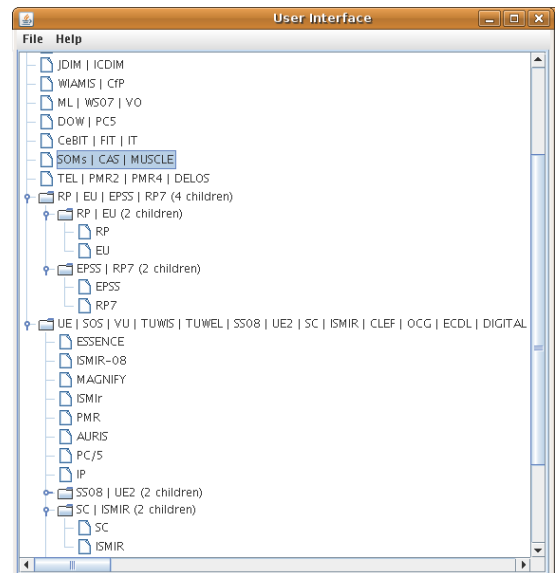 User Interface
File Help
JDIM | ICDIM
WIAMIS | CfP
ML | WS07 | VO
DOW | PC5
CeBIT | FIT | IT
SOMs | CAS | MUSCLE
TEL | PMR2 | PMR4 | DELOS
RP | EU | EPSS | RP7 (4 children)
RP | EU (2 children)
RP
EU
EPSS | RP7 (2 children)
EPSS
RP7
UE | SOS | VU | TUWIS | TUWEL | SS08 | UE2 | SC | ISMIR | CLEF | OCG | ECDL | DIGITAL
ESSENCE
ISMIR-08
MAGNIFY
ISMIr
PMR
AURIS
PC/5
IP
SS08 | UE2 (2 children)
SC | ISMIR (2 children)
SC
ISMIR